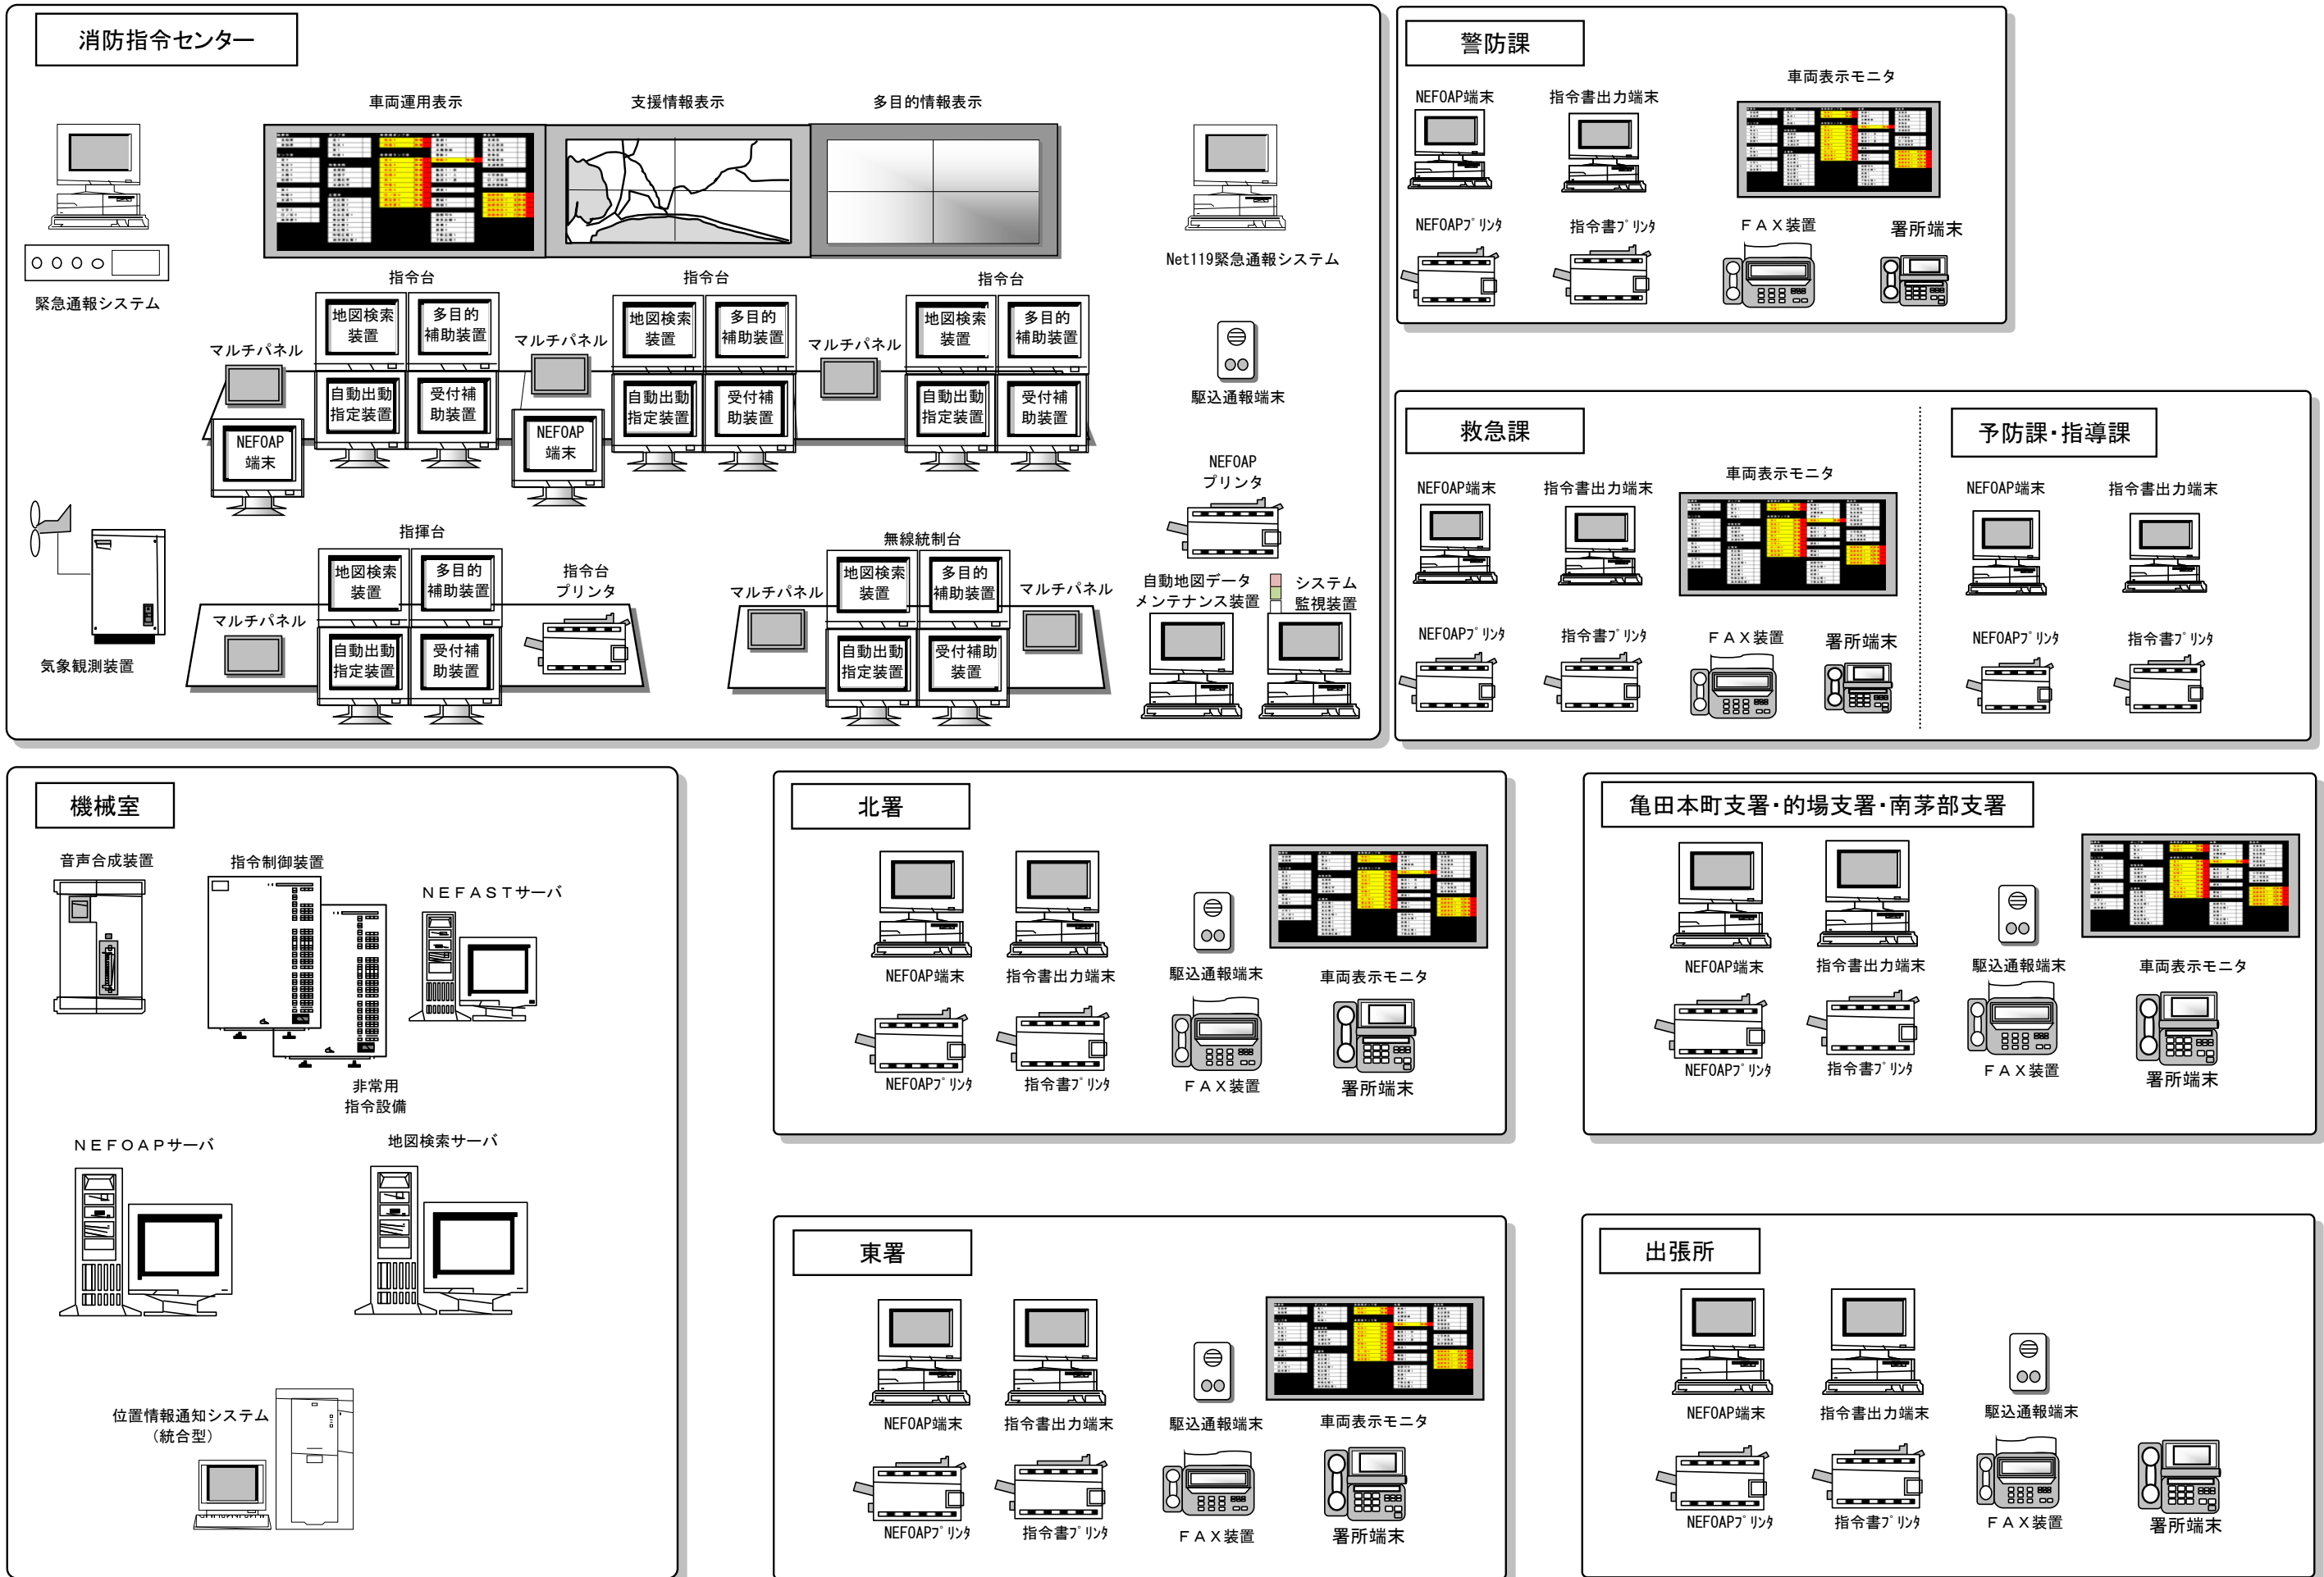 消防指令センター
車両運用表示
支援情報表示
多目的情報表示
緊急通報システム
Net119緊急通報システム
指令台
指令台
指令台
マルチパネル
地図検索
装置
多目的
補助装置
自動出動
指定装置
受付補
助装置
NEFOAP
端末
マルチパネル
地図検索
装置
多目的
補助装置
自動出動
指定装置
受付補
助装置
NEFOAP
端末
マルチパネル
地図検索
装置
多目的
補助装置
自動出動
指定装置
受付補
助装置
駆込通報端末
NEFOAP
プリンタ
気象観測装置
指揮台
マルチパネル
地図検索
装置
多目的
補助装置
自動出動
指定装置
受付補
助装置
指令台
プリンタ
無線統制台
マルチパネル
地図検索
装置
多目的
補助装置
自動出動
指定装置
受付補助
装置
マルチパネル
自動地図データ
メンテナンス装置
システム
監視装置
警防課
NEFOAP端末
指令書出力端末
車両表示モニタ
NEFOAPﾌﾟﾘﾝﾀ
指令書ﾌﾟﾘﾝﾀ
ＦＡＸ装置
署所端末
救急課
NEFOAP端末
指令書出力端末
車両表示モニタ
NEFOAPﾌﾟﾘﾝﾀ
指令書ﾌﾟﾘﾝﾀ
ＦＡＸ装置
署所端末
予防課・指導課
NEFOAP端末
指令書出力端末
NEFOAPﾌﾟﾘﾝﾀ
指令書ﾌﾟﾘﾝﾀ
機械室
音声合成装置
指令制御装置
ＮＥＦＡＳＴサーバ
非常用
指令設備
ＮＥＦＯＡＰサーバ
地図検索サーバ
位置情報通知システム
（統合型）
北署
NEFOAP端末
指令書出力端末
駆込通報端末
車両表示モニタ
NEFOAPﾌﾟﾘﾝﾀ
指令書ﾌﾟﾘﾝﾀ
ＦＡＸ装置
署所端末
亀田本町支署・的場支署・南茅部支署
NEFOAP端末
指令書出力端末
駆込通報端末
車両表示モニタ
NEFOAPﾌﾟﾘﾝﾀ
指令書ﾌﾟﾘﾝﾀ
ＦＡＸ装置
署所端末
東署
NEFOAP端末
指令書出力端末
駆込通報端末
車両表示モニタ
NEFOAPﾌﾟﾘﾝﾀ
指令書ﾌﾟﾘﾝﾀ
ＦＡＸ装置
署所端末
出張所
NEFOAP端末
指令書出力端末
駆込通報端末
NEFOAPﾌﾟﾘﾝﾀ
指令書ﾌﾟﾘﾝﾀ
ＦＡＸ装置
署所端末